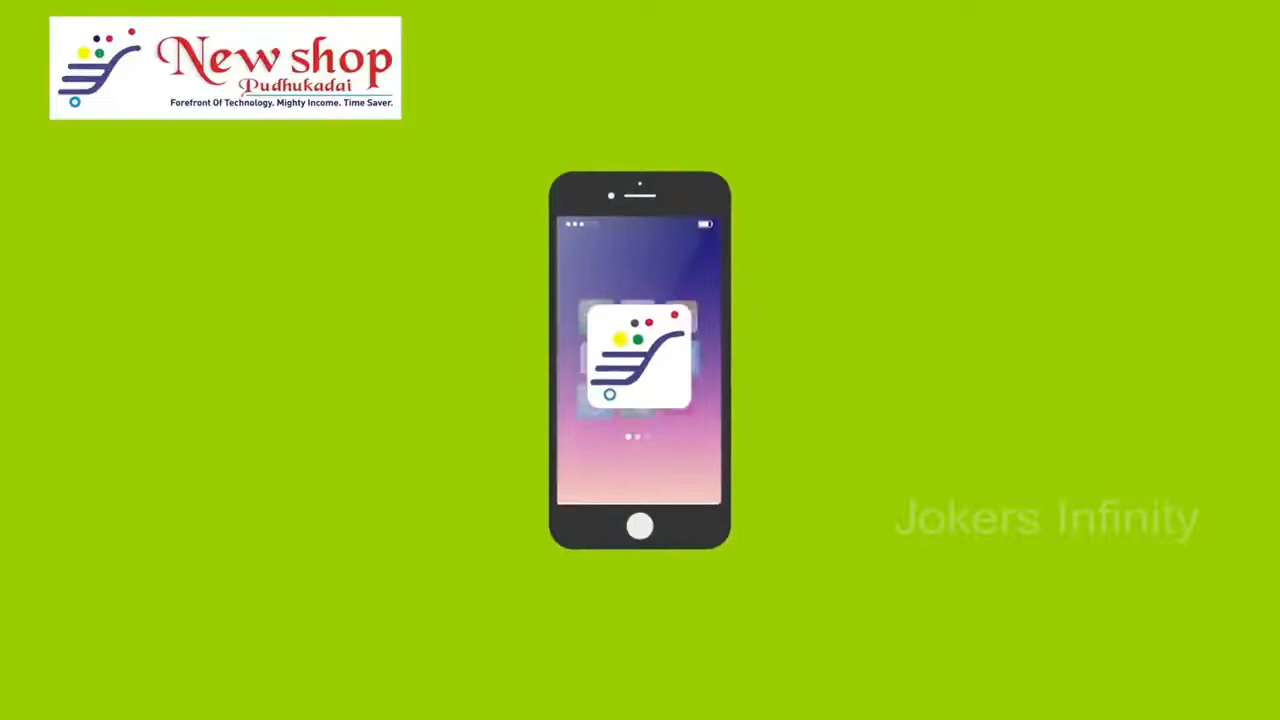 New shop
Pudhukadai
Forefront Of Technology. Mighty Income. Time Saver.
Jokers Infinity